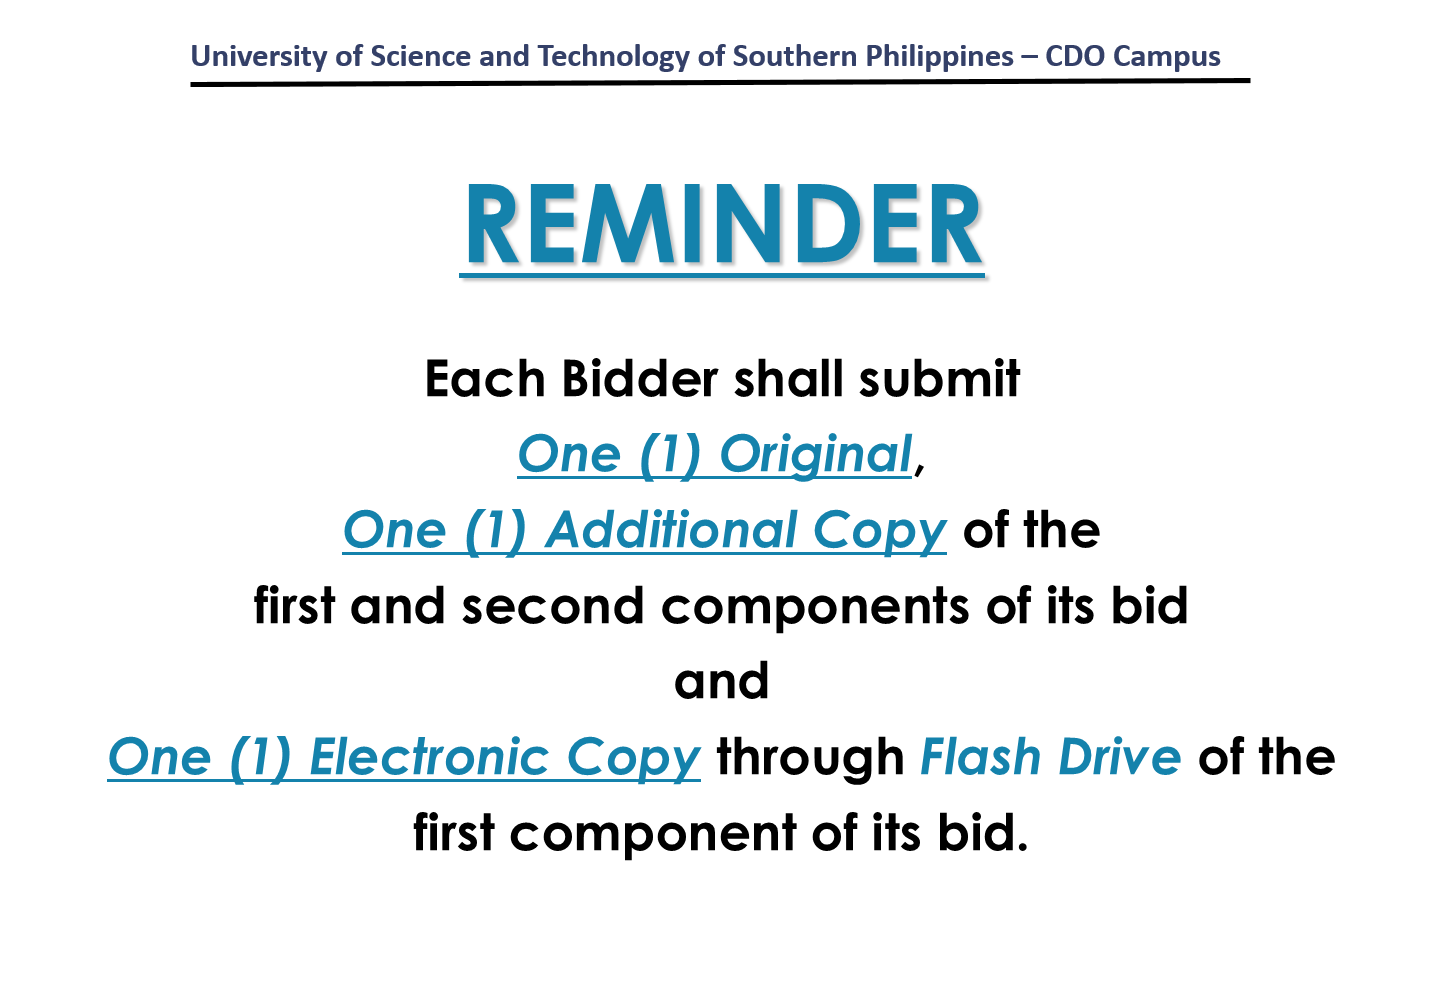 University of Science and Technology of Southern Philippines – CDO Campus
REMINDER
Each Bidder shall submit
One (1) Original,
One (1) Additional Copy of the
first and second components of its bid
and
One (1) Electronic Copy through Flash Drive of the
first component of its bid.